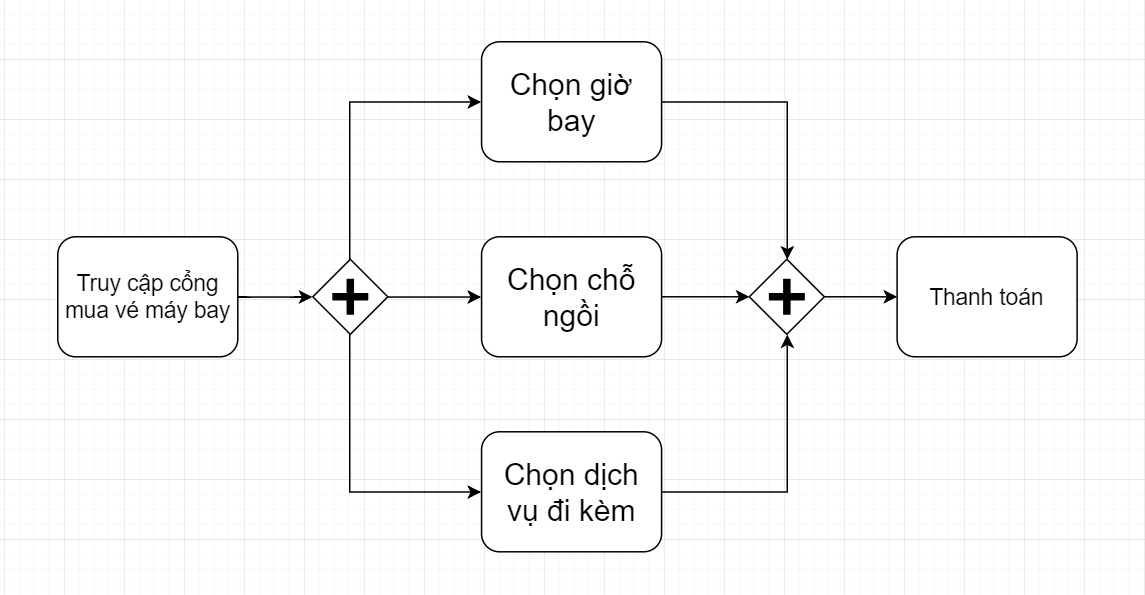 Chọn giờ
bay
Truy cập cổng
mua vé máy bay
Chọn chỗ
ngồi
Thanh toán
Chọn dịch
vụ đi kèm